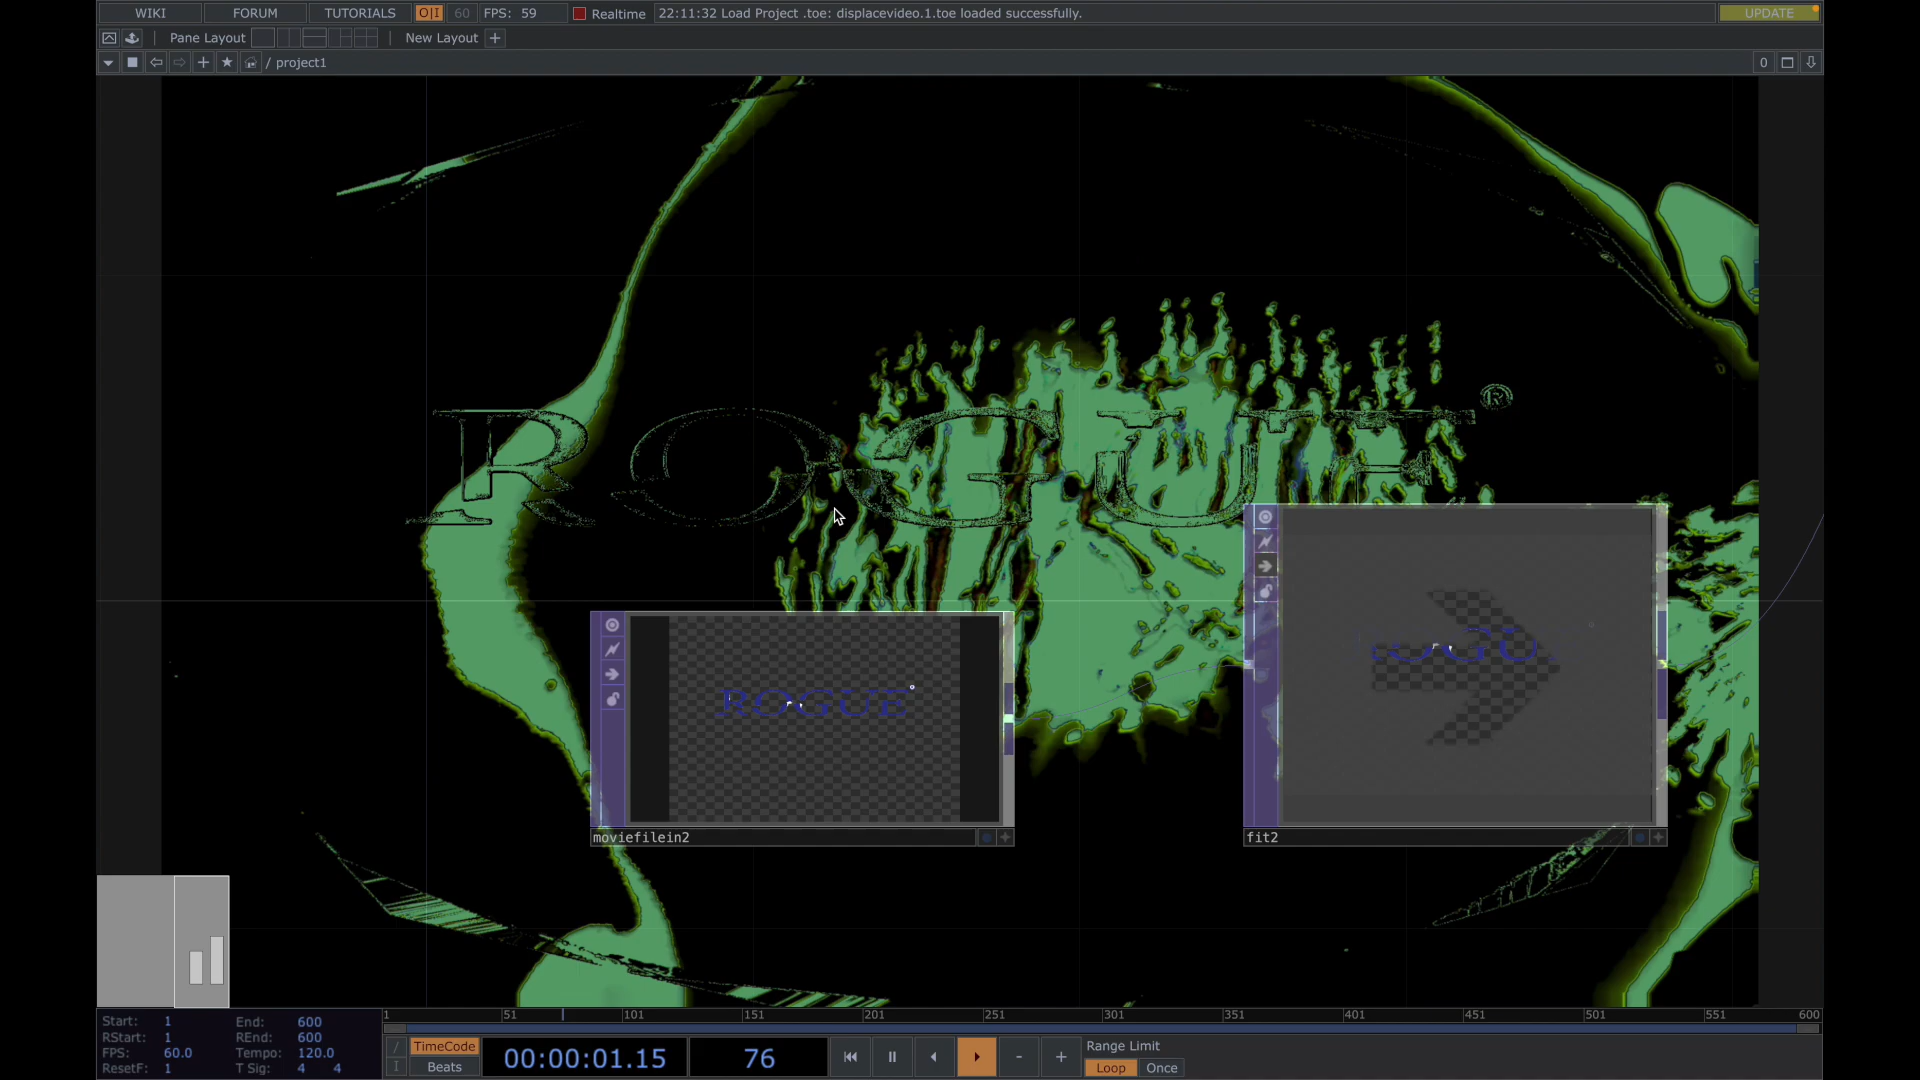 WIKI FORUM TUTORIALS O|I 60 FPS: 59 Realtime 22:11:32 Load Project .toe: displacevideo.1.toe loaded successfully. UPDATE
Pane Layout New Layout +
/ project1 0
ROGUE ®
ROGUE
ROGU
moviefilein2
fit2
1 51 101 151 201 251 301 351 401 451 501 551 600
Start: 1 End: 600
RStart: 1 REnd: 600
FPS: 60.0 Tempo: 120.0
ResetF: 1 T Sig: 4 4
TimeCode
Beats
00:00:01.15
76
- +
Range Limit
Loop Once